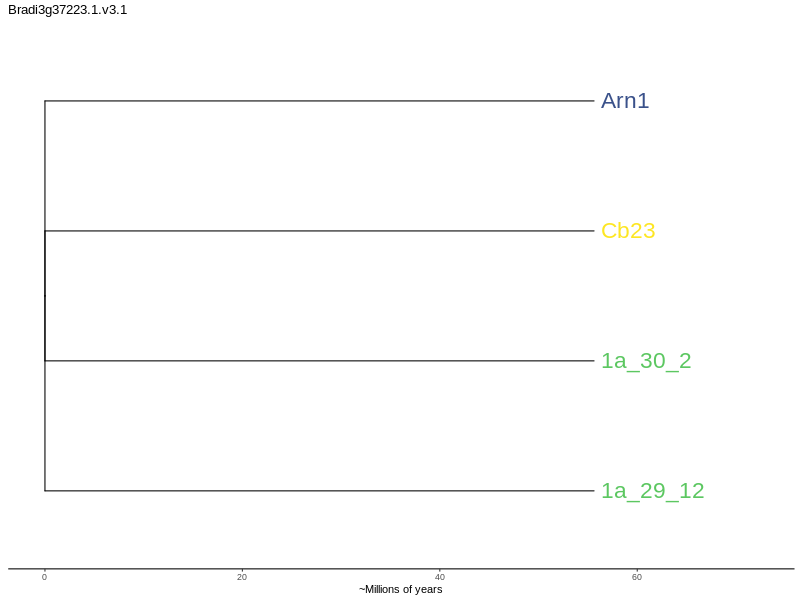 Bradi3g37223.1.v3.1
Arn1
Cb23
1a_30_2
1a_29_12
0 20 40 60
~Millions of years